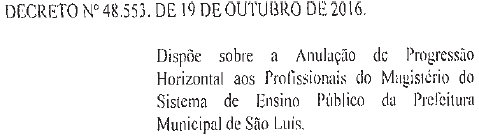 DECRETO Nº 48.553. DE 19 DE OUTUBRO DE 2016.
Dispõe sobre a Anulação de Progressão
Horizontal aos Profissionais do Magistério do
Sistema de Ensino Público da Prefeitura
Municipal de São Luis.